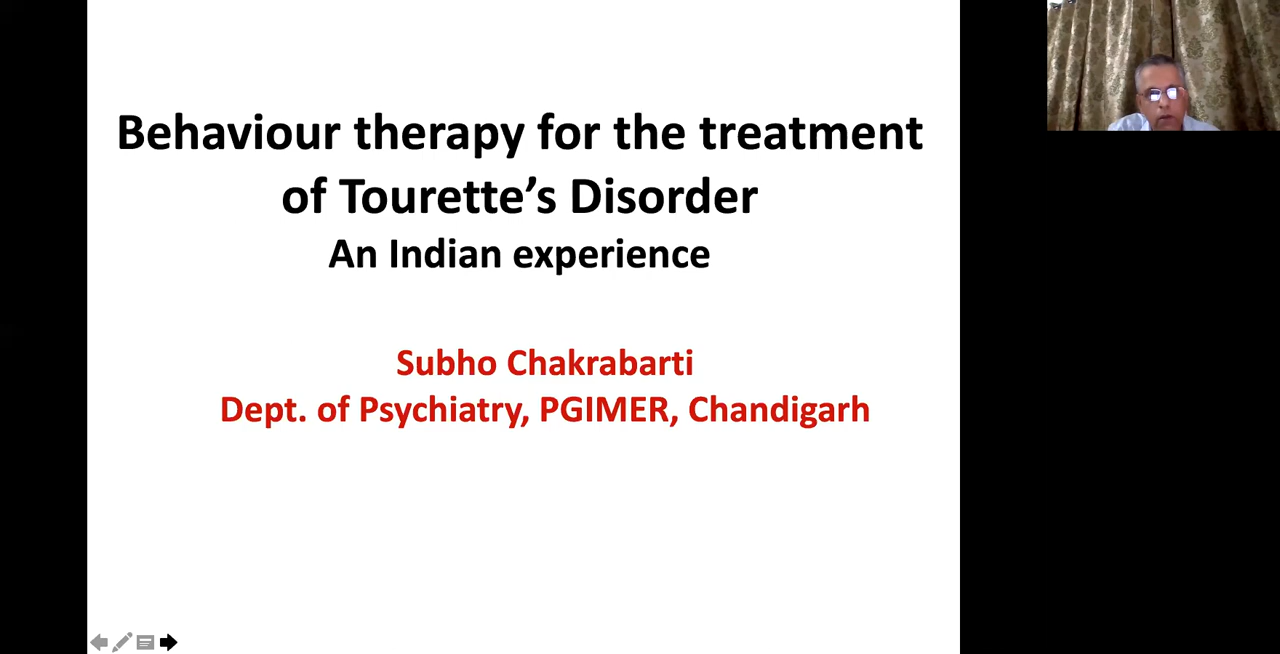 Behaviour therapy for the treatment
of Tourette’s Disorder
An Indian experience
Subho Chakrabarti
Dept. of Psychiatry, PGIMER, Chandigarh